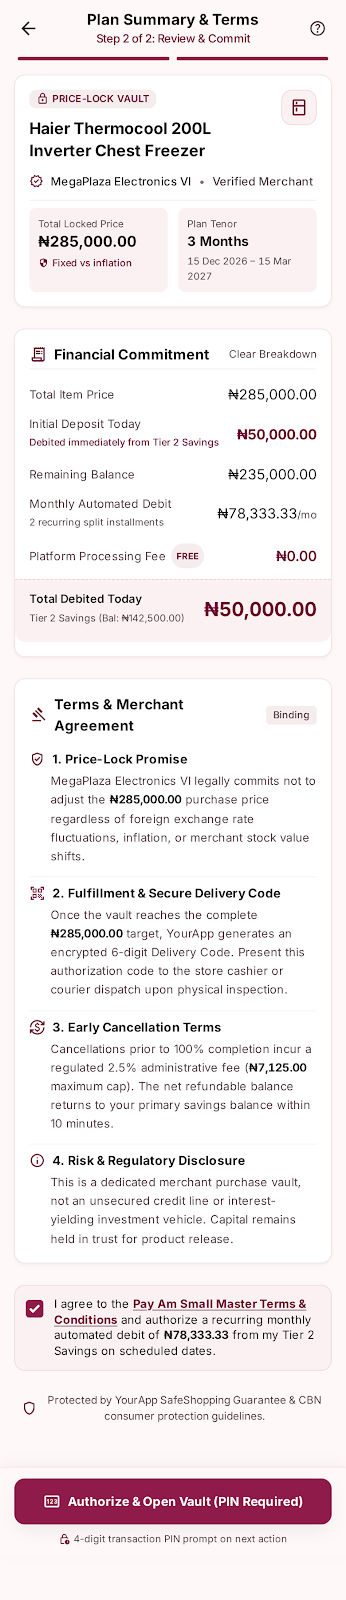 Plan Summary & Terms
Step 2 of 2: Review & Commit
PRICE-LOCK VAULT
Haier Thermocool 200L
Inverter Chest Freezer
MegaPlaza Electronics VI • Verified Merchant
Total Locked Price
₦285,000.00
Fixed vs inflation
Plan Tenor
3 Months
15 Dec 2026 – 15 Mar
2027
Financial Commitment Clear Breakdown
Total Item Price ₦285,000.00
Initial Deposit Today
Debited immediately from Tier 2 Savings ₦50,000.00
Remaining Balance ₦235,000.00
Monthly Automated Debit
2 recurring split installments ₦78,333.33/mo
Platform Processing Fee FREE ₦0.00
Total Debited Today
Tier 2 Savings (Bal: ₦142,500.00) ₦50,000.00
Terms & Merchant
Agreement
Binding
1. Price-Lock Promise
MegaPlaza Electronics VI legally commits not to
adjust the ₦285,000.00 purchase price
regardless of foreign exchange rate
fluctuations, inflation, or merchant stock value
shifts.
2. Fulfillment & Secure Delivery Code
Once the vault reaches the complete
₦285,000.00 target, YourApp generates an
encrypted 6-digit Delivery Code. Present this
authorization code to the store cashier or
courier dispatch upon physical inspection.
3. Early Cancellation Terms
Cancellations prior to 100% completion incur a
regulated 2.5% administrative fee (₦7,125.00
maximum cap). The net refundable balance
returns to your primary savings balance within
10 minutes.
4. Risk & Regulatory Disclosure
This is a dedicated merchant purchase vault,
not an unsecured credit line or interest-
yielding investment vehicle. Capital remains
held in trust for product release.
I agree to the Pay Am Small Master Terms &
Conditions and authorize a recurring monthly
automated debit of ₦78,333.33 from my Tier 2
Savings on scheduled dates.
Protected by YourApp SafeShopping Guarantee & CBN
consumer protection guidelines.
123 Authorize & Open Vault (PIN Required)
4-digit transaction PIN prompt on next action